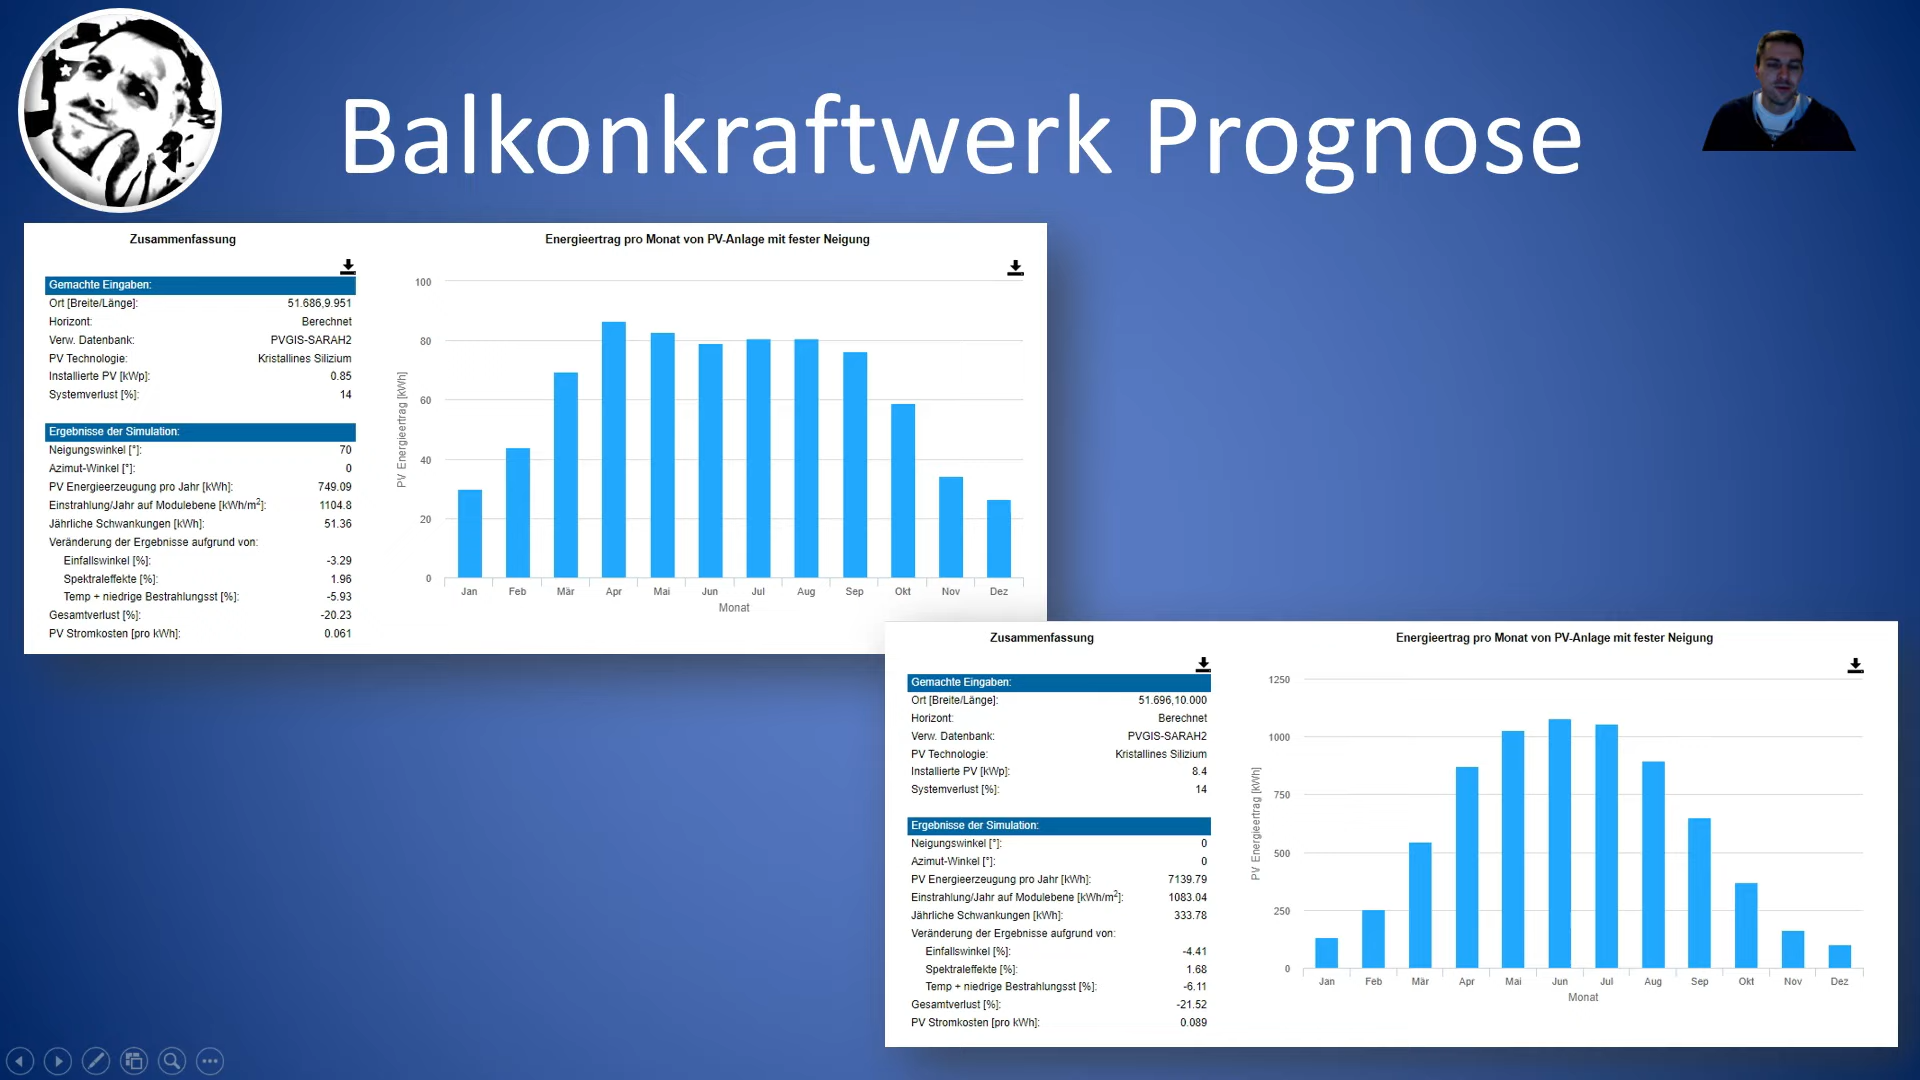 Balkonkraftwerk Prognose
Zusammenfassung
Gemachte Eingaben:
Ort [Breite/Länge]: 51.686,9.951
Horizont: Berechnet
Verw. Datenbank: PVGIS-SARAH2
PV Technologie: Kristallines Silizium
Installierte PV [kWp]: 0.85
Systemverlust [%]: 14
Ergebnisse der Simulation:
Neigungswinkel [°]: 70
Azimut-Winkel [°]: 0
PV Energieerzeugung pro Jahr [kWh]: 749.09
Einstrahlung/Jahr auf Modulebene [kWh/m²]: 1104.8
Jährliche Schwankungen [kWh]: 51.36
Veränderung der Ergebnisse aufgrund von:
Einfallswinkel [%]: -3.29
Spektraleffekte [%]: 1.96
Temp + niedrige Bestrahlungsst [%]: -5.93
Gesamtverlust [%]: -20.23
PV Stromkosten [pro kWh]: 0.061
Energieertrag pro Monat von PV-Anlage mit fester Neigung
PV Energieertrag [kWh]
100
80
60
40
20
0
Jan Feb Mär Apr Mai Jun Jul Aug Sep Okt Nov Dez
Monat
Zusammenfassung
Gemachte Eingaben:
Ort [Breite/Länge]: 51.696,10.000
Horizont: Berechnet
Verw. Datenbank: PVGIS-SARAH2
PV Technologie: Kristallines Silizium
Installierte PV [kWp]: 8.4
Systemverlust [%]: 14
Ergebnisse der Simulation:
Neigungswinkel [°]: 0
Azimut-Winkel [°]: 0
PV Energieerzeugung pro Jahr [kWh]: 7139.79
Einstrahlung/Jahr auf Modulebene [kWh/m²]: 1083.04
Jährliche Schwankungen [kWh]: 333.78
Veränderung der Ergebnisse aufgrund von:
Einfallswinkel [%]: -4.41
Spektraleffekte [%]: 1.68
Temp + niedrige Bestrahlungsst [%]: -6.11
Gesamtverlust [%]: -21.52
PV Stromkosten [pro kWh]: 0.089
Energieertrag pro Monat von PV-Anlage mit fester Neigung
PV Energieertrag [kWh]
1250
1000
750
500
250
0
Jan Feb Mär Apr Mai Jun Jul Aug Sep Okt Nov Dez
Monat